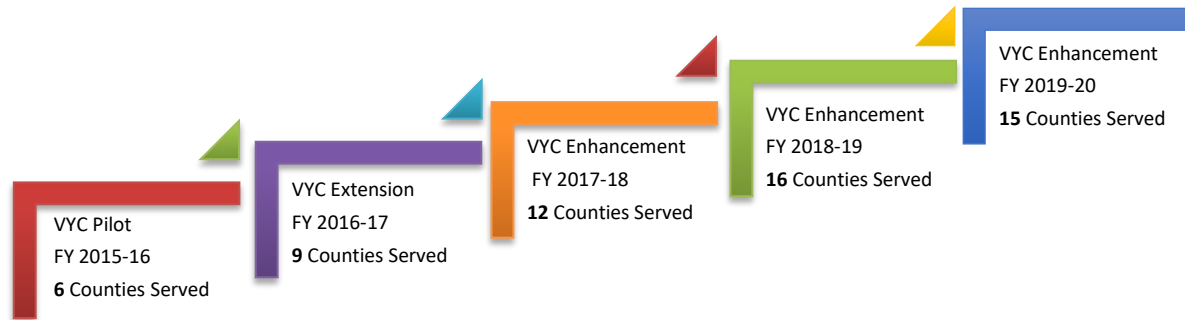 VYC Pilot
FY 2015-16
6 Counties Served
VYC Extension
FY 2016-17
9 Counties Served
VYC Enhancement
FY 2017-18
12 Counties Served
VYC Enhancement
FY 2018-19
16 Counties Served
VYC Enhancement
FY 2019-20
15 Counties Served